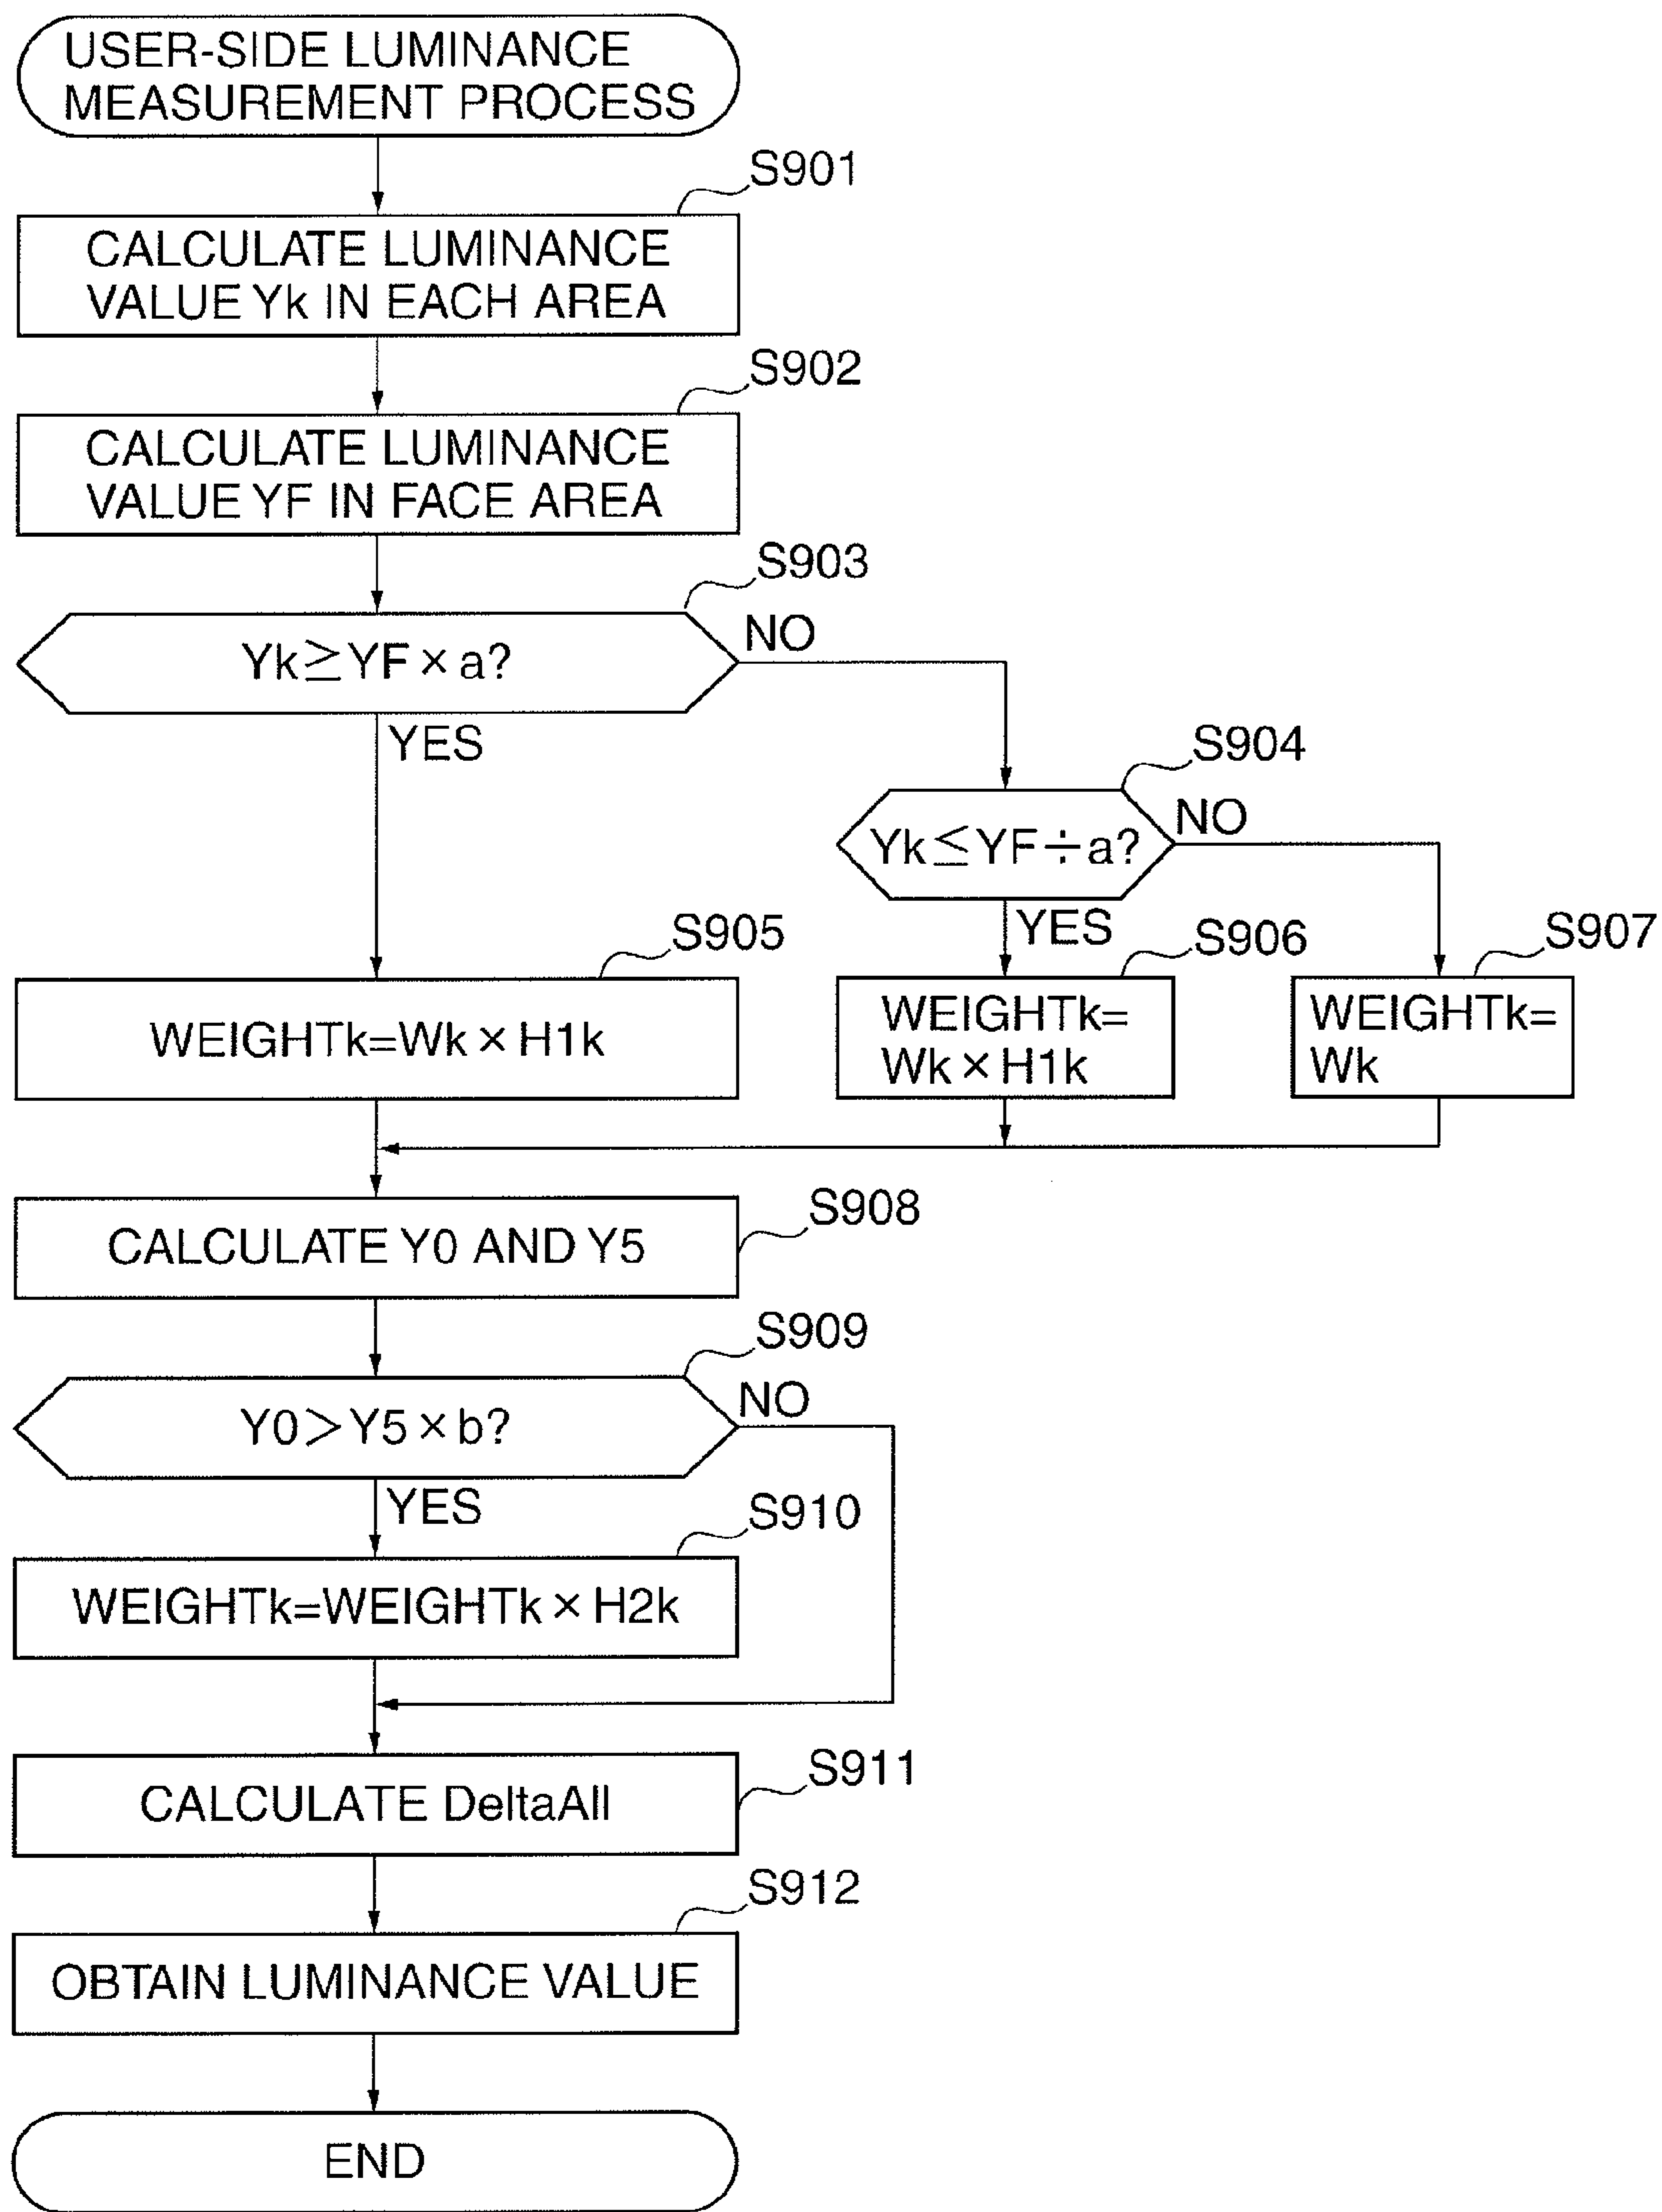 USER-SIDE LUMINANCE
MEASUREMENT PROCESS
S901
CALCULATE LUMINANCE
VALUE Yk IN EACH AREA
S902
CALCULATE LUMINANCE
VALUE YF IN FACE AREA
S903
Yk≧YF×a?
NO
YES
S904
Yk≦YF÷a?
NO
YES
S905
WEIGHTk=Wk×H1k
S906
WEIGHTk=
Wk×H1k
S907
WEIGHTk=
Wk
S908
CALCULATE Y0 AND Y5
S909
Y0>Y5×b?
NO
YES
S910
WEIGHTk=WEIGHTk×H2k
S911
CALCULATE DeltaAll
S912
OBTAIN LUMINANCE VALUE
END